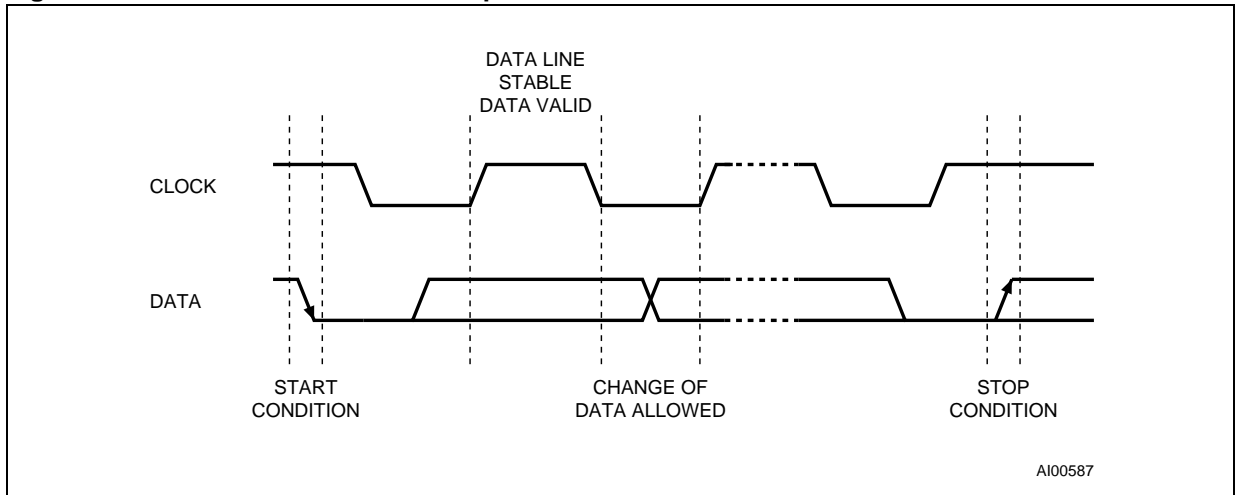 DATA LINE
STABLE
DATA VALID
CLOCK
DATA
START
CONDITION
CHANGE OF
DATA ALLOWED
STOP
CONDITION
AI00587